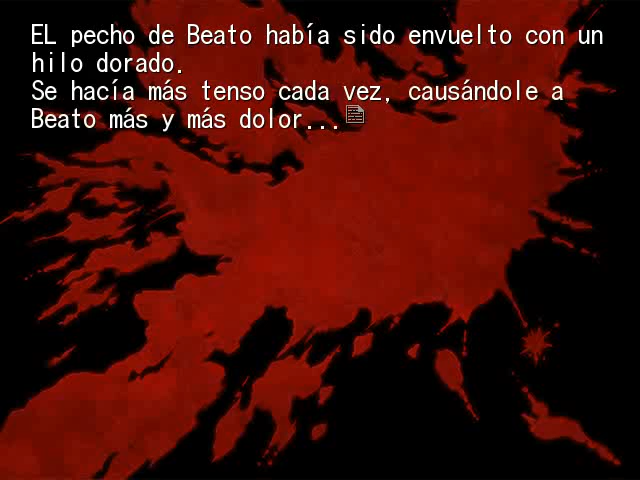 EL pecho de Beato había sido envuelto con un
hilo dorado.
Se hacía más tenso cada vez, causándole a
Beato más y más dolor...